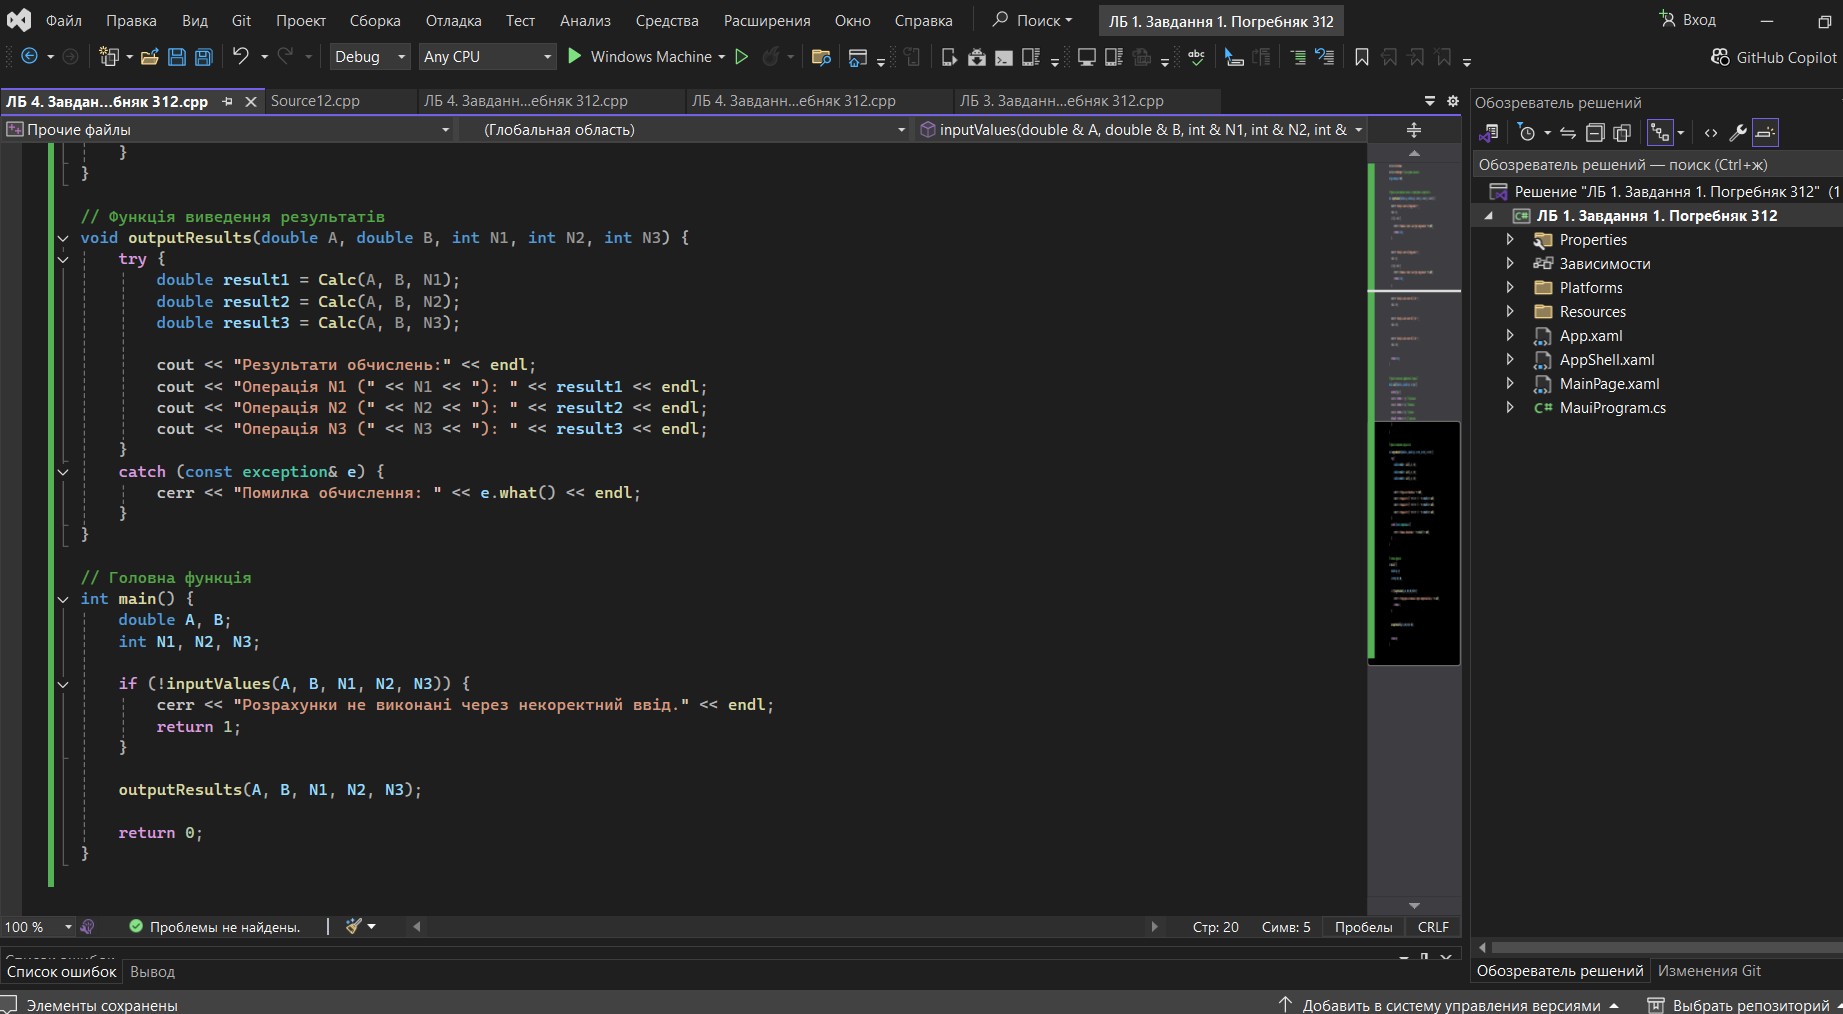 Файл Правка Вид Git Проект Сборка Отладка Тест Анализ Средства Расширения Окно Справка Поиск ЛБ 1. Завдання 1. Погребняк 312 Вход
Debug Any CPU Windows Machine abc GitHub Copilot
ЛБ 4. Завдан...бняк 312.cpp Source12.cpp ЛБ 4. Завданн...ебняк 312.cpp ЛБ 4. Завданн...ебняк 312.cpp ЛБ 3. Завданн...ебняк 312.cpp
Прочие файлы (Глобальная область) inputValues(double & A, double & B, int & N1, int & N2, int &
}
}
// Функція виведення результатів
void outputResults(double A, double B, int N1, int N2, int N3) {
try {
double result1 = Calc(A, B, N1);
double result2 = Calc(A, B, N2);
double result3 = Calc(A, B, N3);
cout << "Результати обчислень:" << endl;
cout << "Операція N1 (" << N1 << "): " << result1 << endl;
cout << "Операція N2 (" << N2 << "): " << result2 << endl;
cout << "Операція N3 (" << N3 << "): " << result3 << endl;
}
catch (const exception& e) {
cerr << "Помилка обчислення: " << e.what() << endl;
}
}
// Головна функція
int main() {
double A, B;
int N1, N2, N3;
if (!inputValues(A, B, N1, N2, N3)) {
cerr << "Розрахунки не виконані через некоректний ввід." << endl;
return 1;
}
outputResults(A, B, N1, N2, N3);
return 0;
}
100 % Проблемы не найдены. Стр: 20 Симв: 5 Пробелы CRLF
Список ошибок Вывод
Элементы сохранены Добавить в систему управления версиями Выбрать репозиторий
Обозреватель решений
Обозреватель решений — поиск (Ctrl+ж)
Решение "ЛБ 1. Завдання 1. Погребняк 312" (1
C# ЛБ 1. Завдання 1. Погребняк 312
Properties
Зависимости
Platforms
Resources
App.xaml
AppShell.xaml
MainPage.xaml
C# MauiProgram.cs
Обозреватель решений Изменения Git